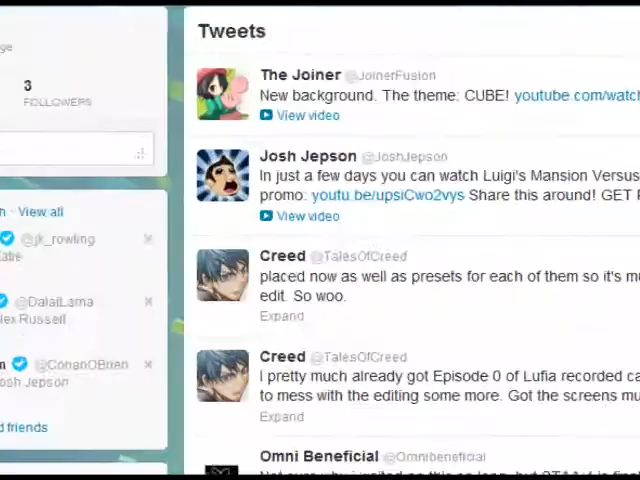 3
FOLLOWERS
· View all
@jk_rowling
@DalaiLama
lex Russell
@ConanOBrien
osh Jepson
d friends
Tweets
The Joiner @JoinerFusion
New background. The theme: CUBE! youtube.com/watch
View video
Josh Jepson @JoshJepson
In just a few days you can watch Luigi's Mansion Versus
promo: youtu.be/upsiCwo2vys Share this around! GET
View video
Creed @TalesOfCreed
placed now as well as presets for each of them so it's
edit. So woo.
Expand
Creed @TalesOfCreed
I pretty much already got Episode 0 of Lufia recorded
to mess with the editing some more. Got the screens
Expand
Omni Beneficial @Omnibeneficial